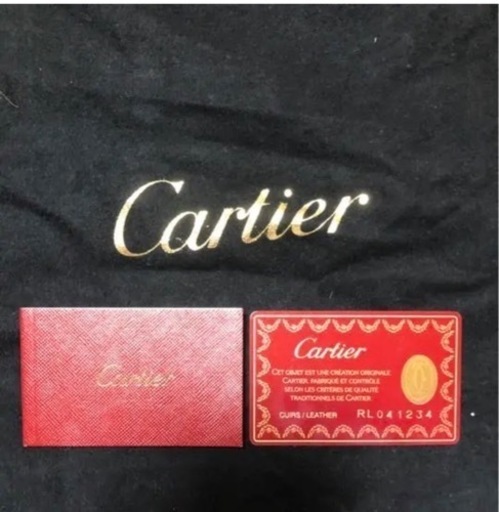 Cartier
Cartier
Cartier
CET OBJET EST UNE CRÉATION ORIGINALE
CARTIER, FABRIQUÉ ET CONTRÔLÉ
SELON LES CRITÈRES DE QUALITÉ
TRADITIONNELS DE CARTIER
CUIRS / LEATHER RL041234